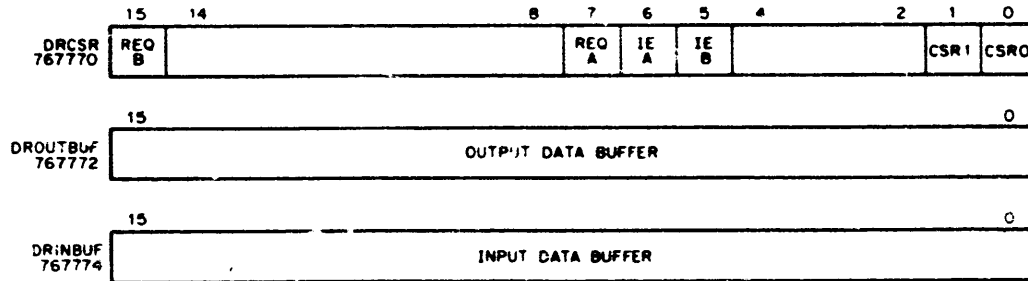 15 14 8 7 6 5 4 2 1 0
DRCSR
767770
REQ
B
REQ
A
IE
A
IE
B
CSR1
CSR0
15 0
DROUTBUF
767772
OUTPUT DATA BUFFER
15 0
DRINBUF
767774
INPUT DATA BUFFER